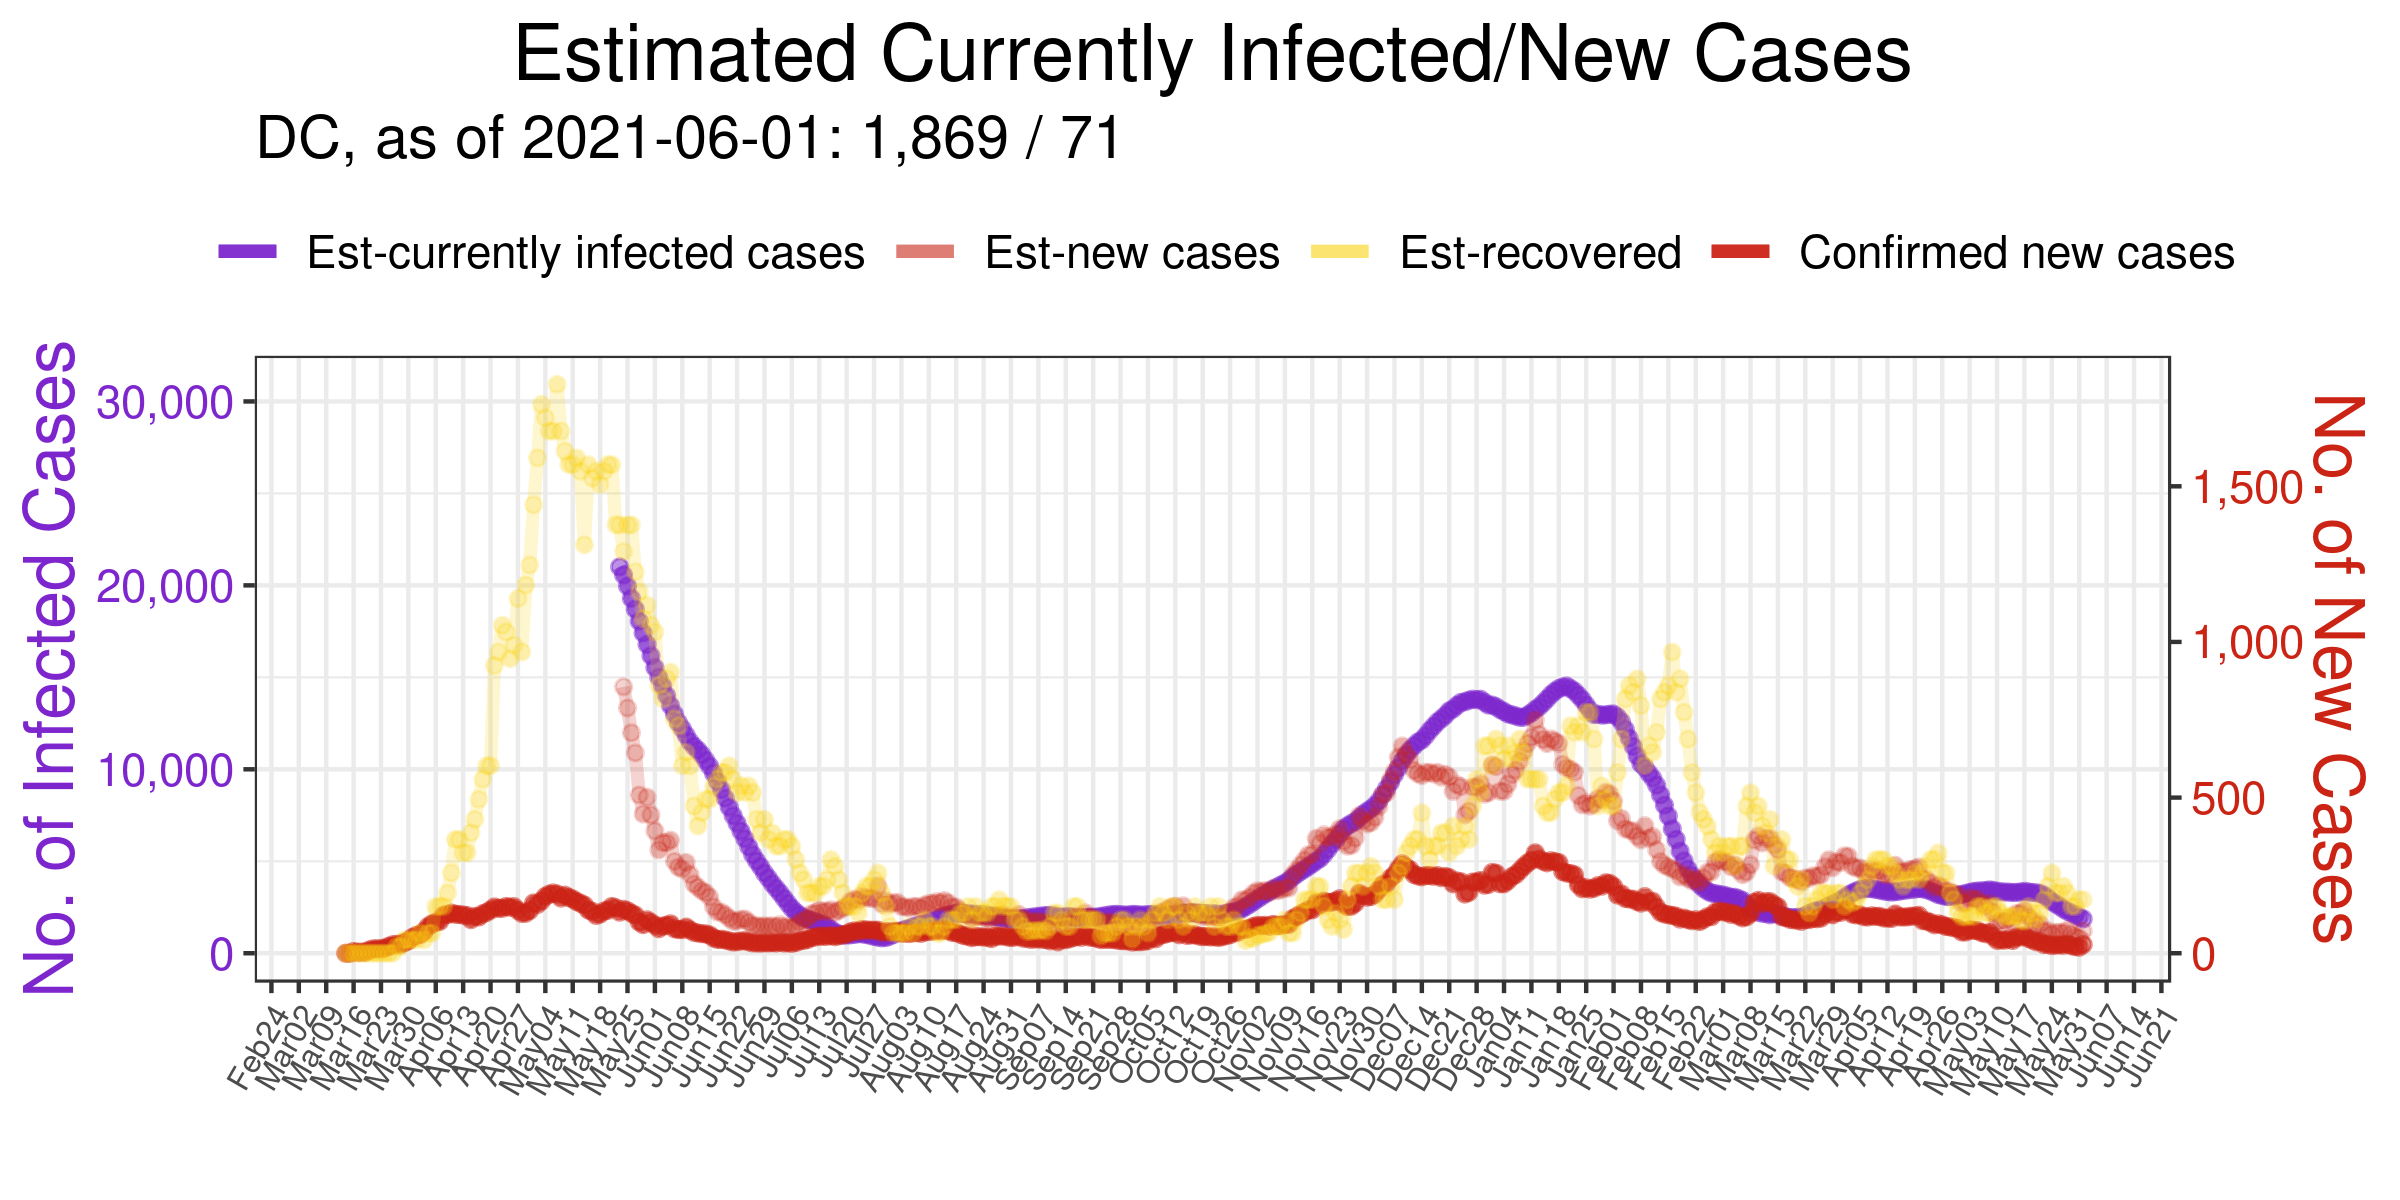 Estimated Currently Infected/New Cases
DC, as of 2021-06-01: 1,869 / 71
Est-currently infected cases Est-new cases Est-recovered Confirmed new cases
No. of Infected Cases
30,000
20,000
10,000
0
1,500
1,000
500
0
No. of New Cases
Feb24
Mar02
Mar09
Mar16
Mar23
Mar30
Apr06
Apr13
Apr20
Apr27
May04
May11
May18
May25
Jun01
Jun08
Jun15
Jun22
Jun29
Jul06
Jul13
Jul20
Jul27
Aug03
Aug10
Aug17
Aug24
Aug31
Sep07
Sep14
Sep21
Sep28
Oct05
Oct12
Oct19
Oct26
Nov02
Nov09
Nov16
Nov23
Nov30
Dec07
Dec14
Dec21
Dec28
Jan04
Jan11
Jan18
Jan25
Feb01
Feb08
Feb15
Feb22
Mar01
Mar08
Mar15
Mar22
Mar29
Apr05
Apr12
Apr19
Apr26
May03
May10
May17
May24
May31
Jun07
Jun14
Jun21